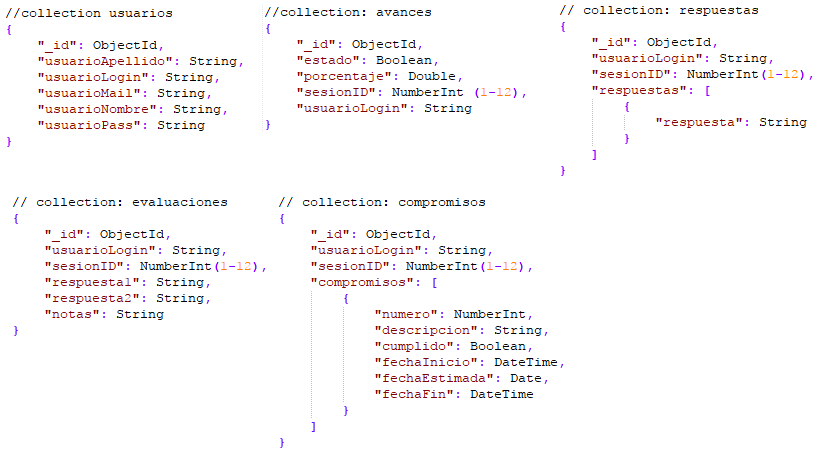 //collection usuarios
{
"_id": ObjectId,
"usuarioApellido": String,
"usuarioLogin": String,
"usuarioMail": String,
"usuarioNombre": String,
"usuarioPass": String
}
//collection: avances
{
"_id": ObjectId,
"estado": Boolean,
"porcentaje": Double,
"sesionID": NumberInt (1-12),
"usuarioLogin": String
}
// collection: respuestas
{
"_id": ObjectId,
"usuarioLogin": String,
"sesionID": NumberInt(1-12),
"respuestas": [
{
"respuesta": String
}
]
}
// collection: evaluaciones
{
"_id": ObjectId,
"usuarioLogin": String,
"sesionID": NumberInt(1-12),
"respuesta1": String,
"respuesta2": String,
"notas": String
}
// collection: compromisos
{
"_id": ObjectId,
"usuarioLogin": String,
"sesionID": NumberInt(1-12),
"compromisos": [
{
"numero": NumberInt,
"descripcion": String,
"cumplido": Boolean,
"fechaInicio": DateTime,
"fechaEstimada": Date,
"fechaFin": DateTime
}
]
}